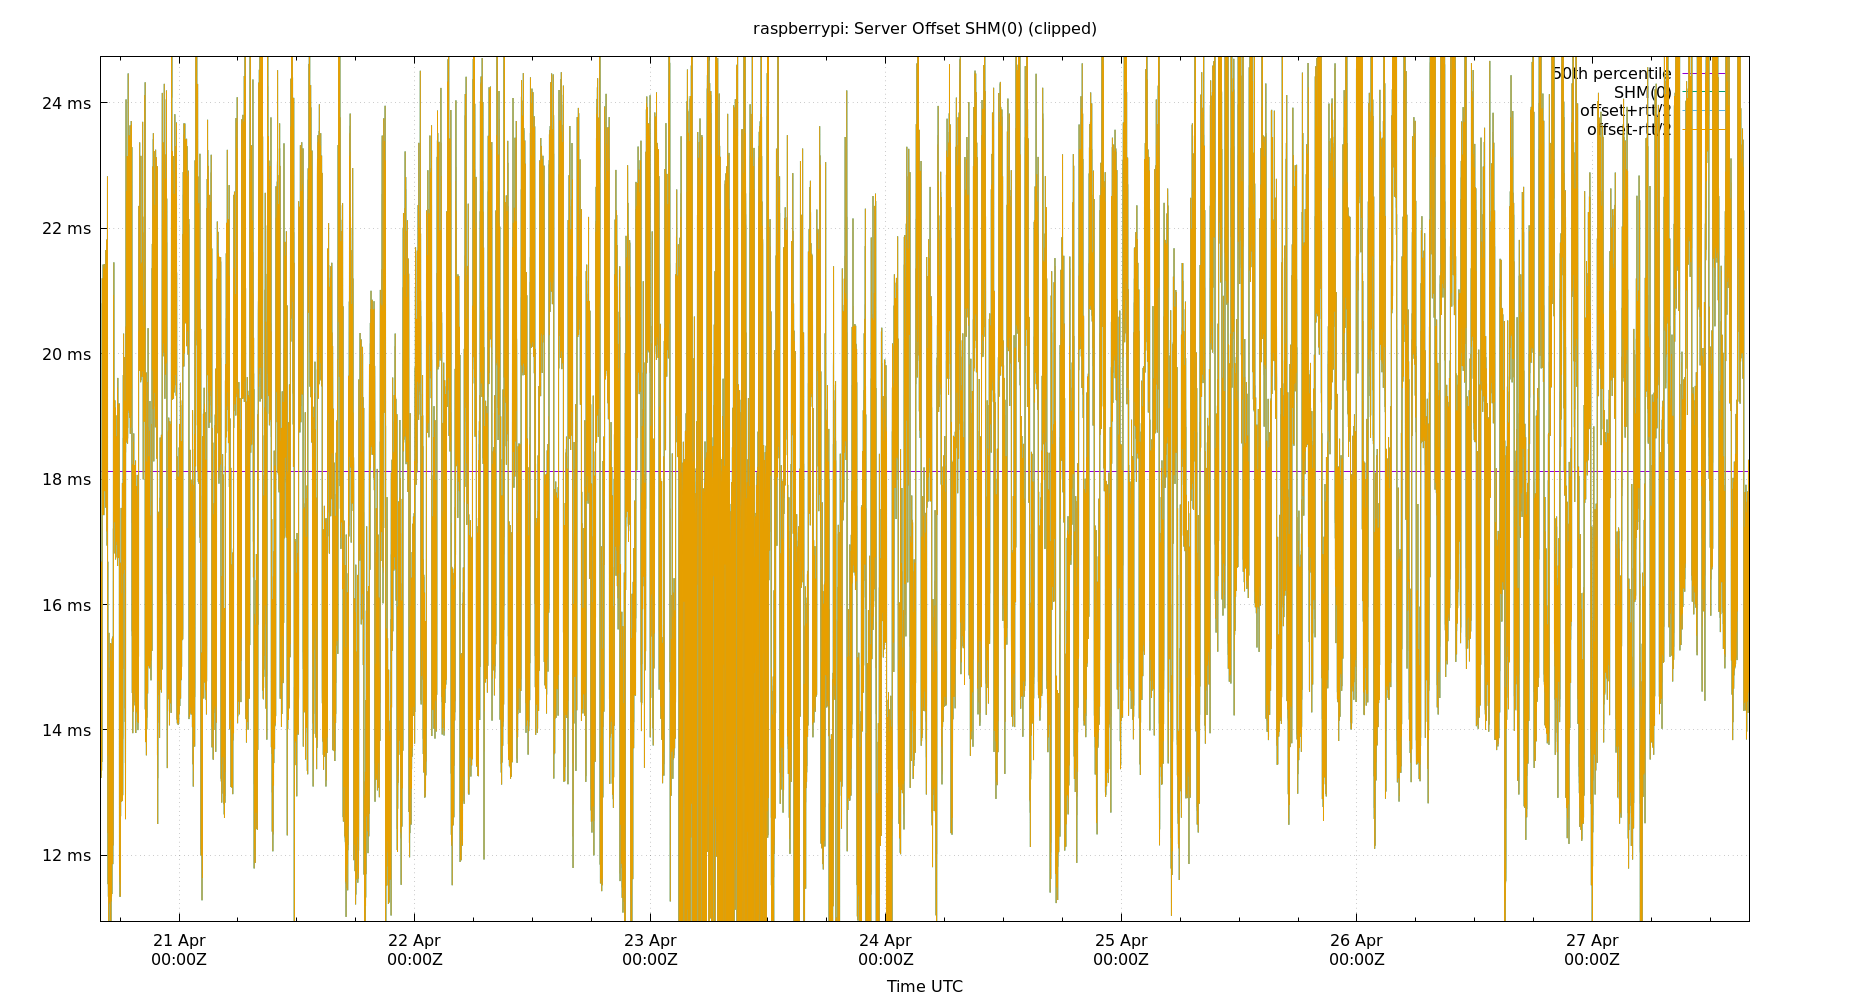 raspberrypi: Server Offset SHM(0) (clipped)
50th percentile
SHM(0)
offset+rtt/2
offset-rtt/2
24 ms
22 ms
20 ms
18 ms
16 ms
14 ms
12 ms
21 Apr
00:00Z
22 Apr
00:00Z
23 Apr
00:00Z
24 Apr
00:00Z
25 Apr
00:00Z
26 Apr
00:00Z
27 Apr
00:00Z
Time UTC